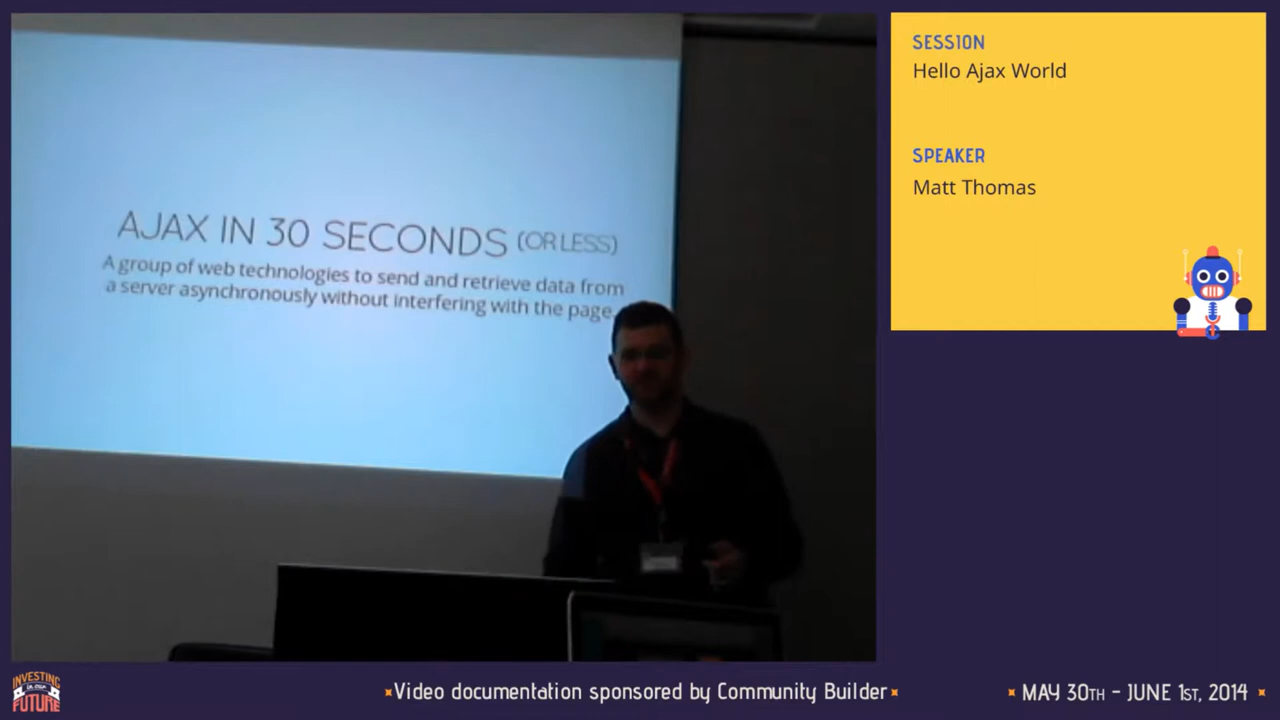 AJAX IN 30 SECONDS (OR LESS)
A group of web technologies to send and retrieve data from
a server asynchronously without interfering with the page.
SESSION
Hello Ajax World
SPEAKER
Matt Thomas
INVESTING
IN OUR
FUTURE
Video documentation sponsored by Community Builder
MAY 30TH - JUNE 1ST, 2014